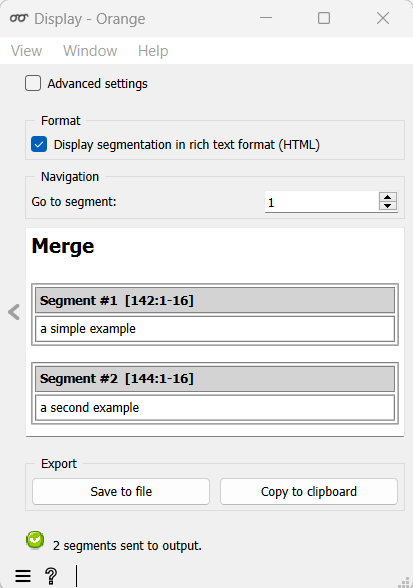 Display - Orange
View Window Help
Advanced settings
Format
Display segmentation in rich text format (HTML)
Navigation
Go to segment: 1
Merge
Segment #1 [142:1-16]
a simple example
Segment #2 [144:1-16]
a second example
Export
Save to file Copy to clipboard
2 segments sent to output.
?